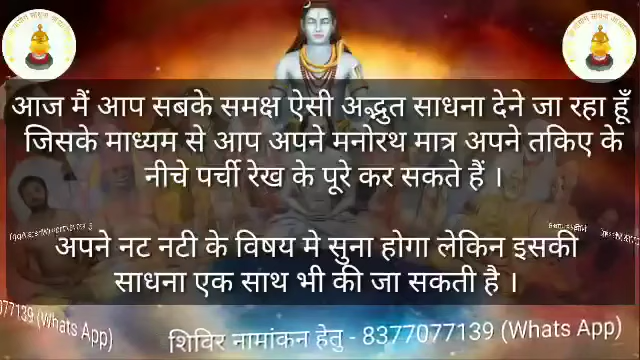 आज मैं आप सबके समक्ष ऐसी अद्भुत साधना देने जा रहा हूँ
जिसके माध्यम से आप अपने मनोरथ मात्र अपने तकिए के
नीचे पर्ची रेख के पूरे कर सकते हैं ।
अपने नट नटी के विषय मे सुना होगा लेकिन इसकी
साधना एक साथ भी की जा सकती है ।
077139 (Whats App)
शिविर नामांकन हेतु - 8377077139 (Whats App)